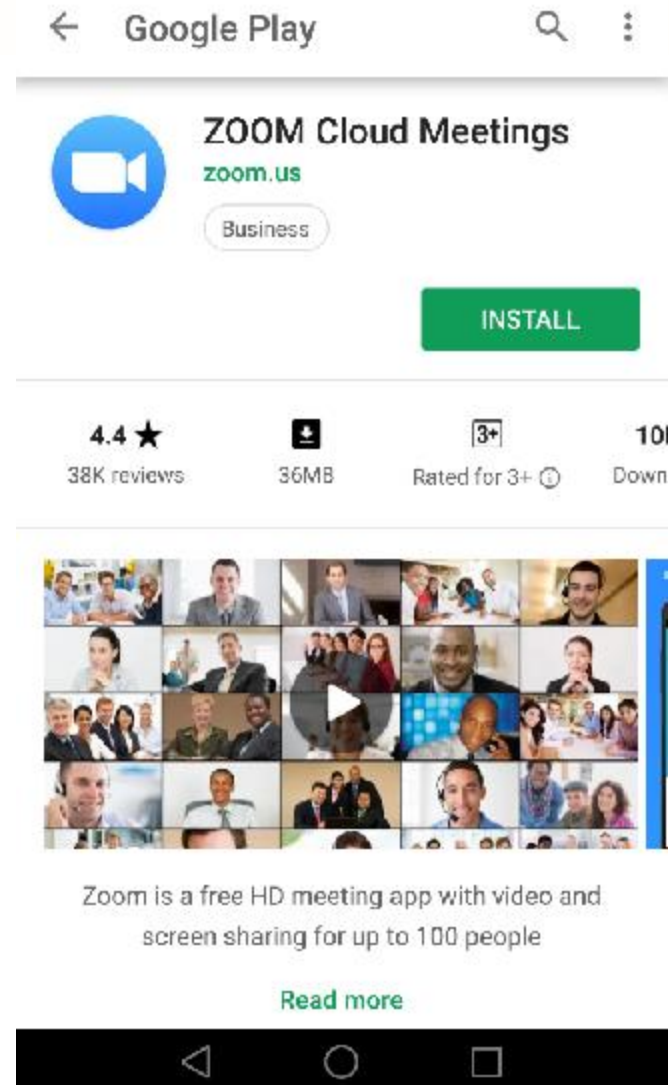 Google Play
ZOOM Cloud Meetings
zoom.us
Business
INSTALL
4.4 ★
38K reviews
36MB
3+
Rated for 3+
Down
Zoom is a free HD meeting app with video and
screen sharing for up to 100 people
Read more